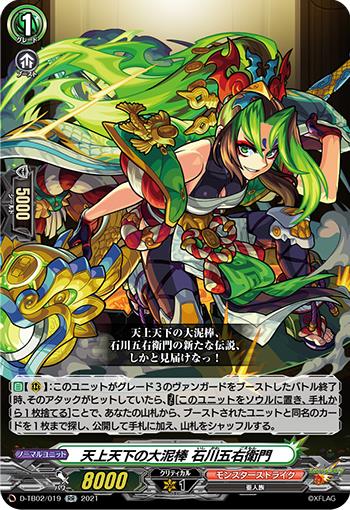 1
グレード
ブースト
5000
シールド
天上天下の大泥棒、
石川五右衛門の新たな伝説、
しかと見届けなっ！
自【R】：このユニットがグレード３のヴァンガードをブーストしたバトル終了
時、そのアタックがヒットしていたら、【コスト】[このユニットをソウルに置き、手札か
ら１枚捨てる]ことで、あなたの山札から、ブーストされたユニットと同名のカー
ドを１枚まで探し、公開して手札に加え、山札をシャッフルする。
ノーマルユニット
天上天下の大泥棒 石川五右衛門
パワー 8000
クリティカル
1
モンスターストライク
亜人族
D-TB02/019 RR 2021
©XFLAG